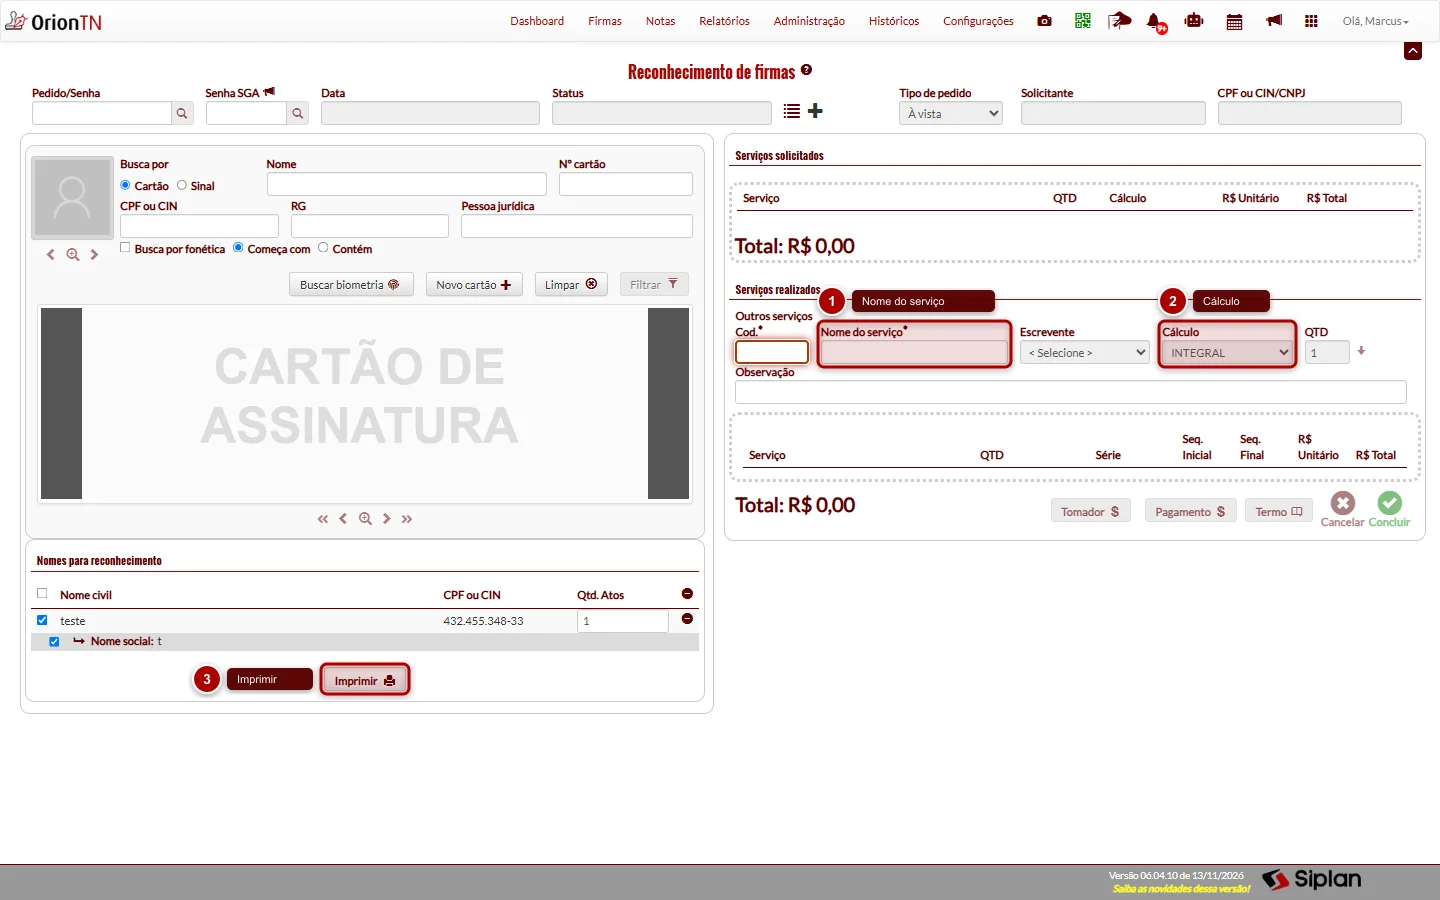 OrionTN
Dashboard Firmas Notas Relatórios Administração Históricos Configurações 9+ Olá, Marcus
Reconhecimento de firmas ?
Pedido/Senha Senha SGA Data Status Tipo de pedido Solicitante CPF ou CIN/CNPJ
À vista
Busca por Nome Nº cartão
Cartão Sinal
CPF ou CIN RG Pessoa jurídica
Busca por fonética Começa com Contém
Buscar biometria Novo cartão Limpar Filtrar
CARTÃO DE
ASSINATURA
Nomes para reconhecimento
Nome civil CPF ou CIN Qtd. Atos
teste 432.455.348-33 1
Nome social: t
3 Imprimir Imprimir
Serviços solicitados
Serviço QTD Cálculo R$ Unitário R$ Total
Total: R$ 0,00
Serviços realizados
1 Nome do serviço 2 Cálculo
Outros serviços
Cod.* Nome do serviço* Escrevente Cálculo QTD
< Selecione > INTEGRAL 1
Observação
Serviço QTD Série Seq. Inicial Seq. Final R$ Unitário R$ Total
Total: R$ 0,00
Tomador $ Pagamento $ Termo Cancelar Concluir
Versão 06.04.10 de 13/11/2026
Saiba as novidades dessa versão!
Siplan